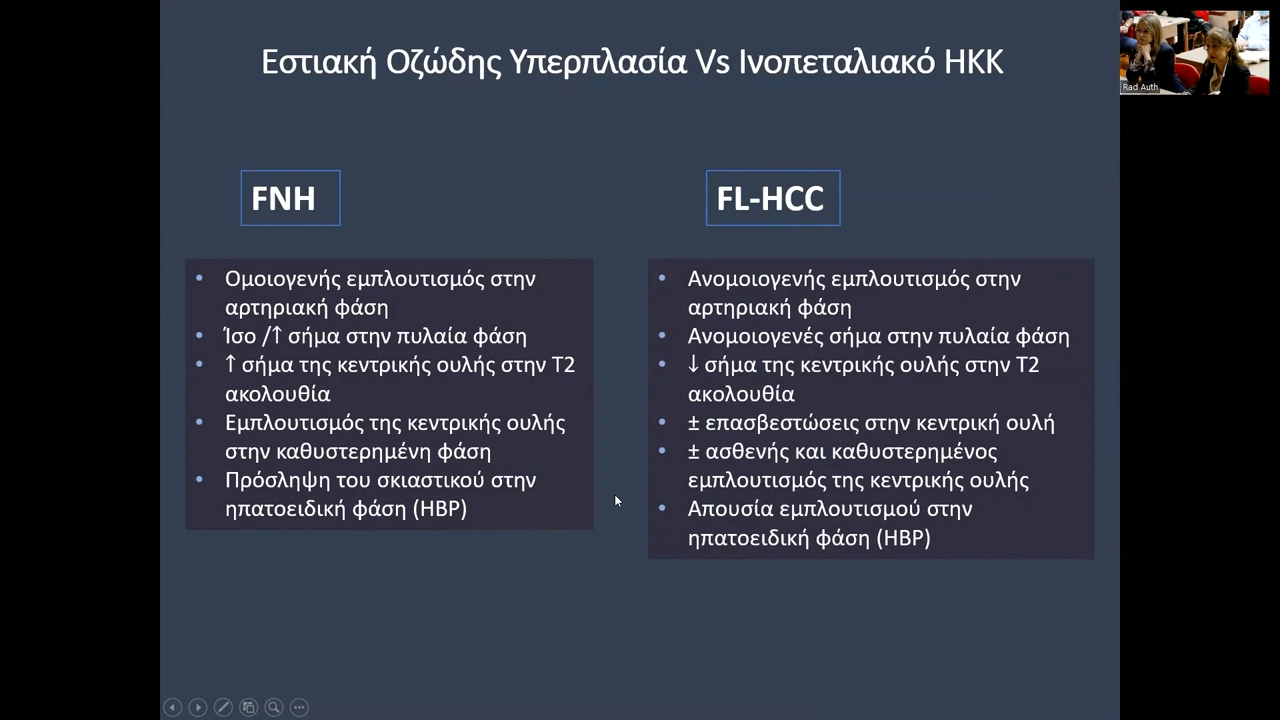 Εστιακή Οζώδης Υπερπλασία Vs Ινοπεταλιακό ΗΚΚ
Rad Auth
FNH
• Ομοιογενής εμπλουτισμός στην
αρτηριακή φάση
• Ίσο /↑ σήμα στην πυλαία φάση
• ↑ σήμα της κεντρικής ουλής στην Τ2
ακολουθία
• Εμπλουτισμός της κεντρικής ουλής
στην καθυστερημένη φάση
• Πρόσληψη του σκιαστικού στην
ηπατοειδική φάση (HBP)
FL-HCC
• Ανομοιογενής εμπλουτισμός στην
αρτηριακή φάση
• Ανομοιογενές σήμα στην πυλαία φάση
• ↓ σήμα της κεντρικής ουλής στην Τ2
ακολουθία
• ± επασβεστώσεις στην κεντρική ουλή
• ± ασθενής και καθυστερημένος
εμπλουτισμός της κεντρικής ουλής
• Απουσία εμπλουτισμού στην
ηπατοειδική φάση (HBP)